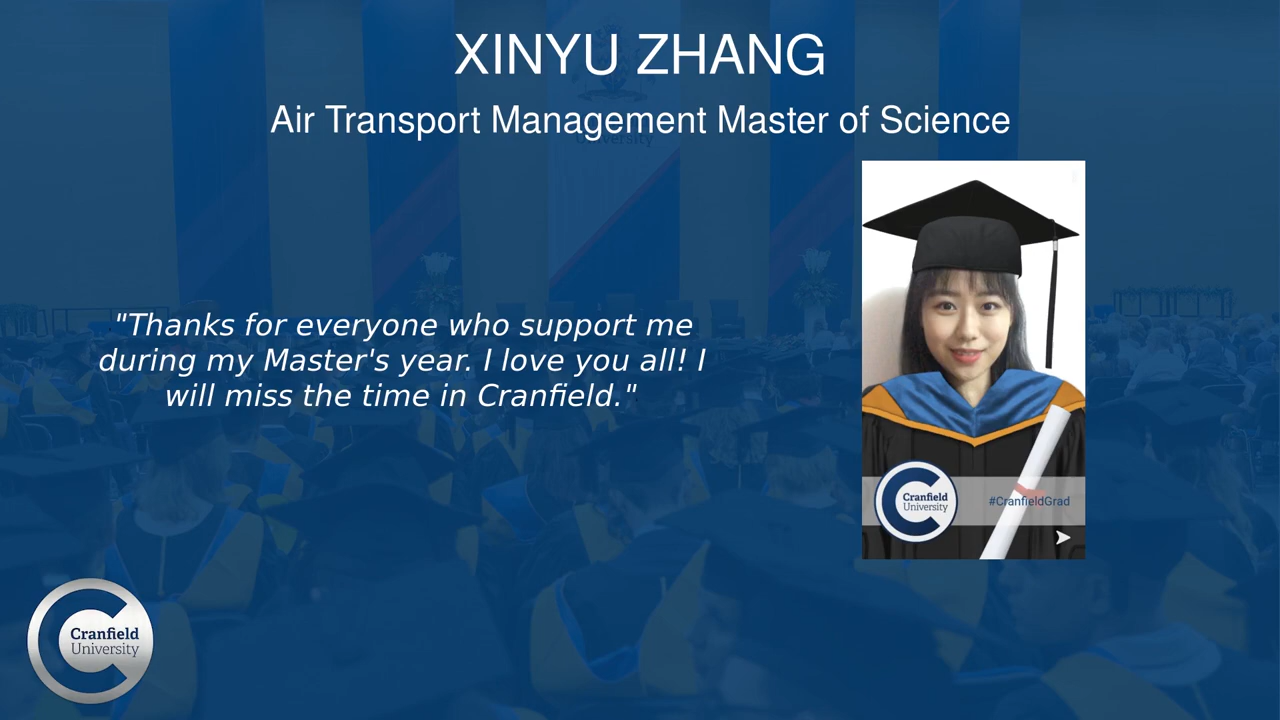 XINYU ZHANG
Air Transport Management Master of Science
University
"Thanks for everyone who support me
during my Master's year. I love you all! I
will miss the time in Cranfield."
Cranfield
University
#CranfieldGrad
Cranfield
University